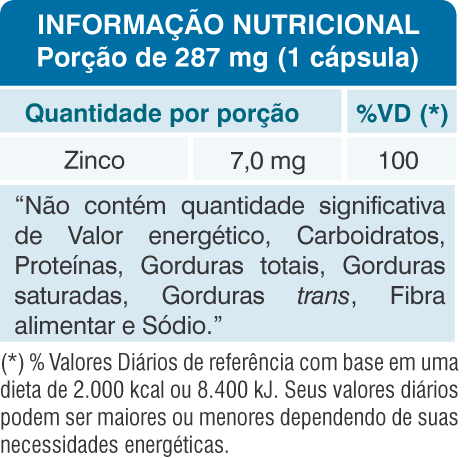 INFORMAÇÃO NUTRICIONAL
Porção de 287 mg (1 cápsula)
Quantidade por porção %VD (*)
Zinco 7,0 mg 100
“Não contém quantidade significativa
de Valor energético, Carboidratos,
Proteínas, Gorduras totais, Gorduras
saturadas, Gorduras trans, Fibra
alimentar e Sódio.”
(*) % Valores Diários de referência com base em uma
dieta de 2.000 kcal ou 8.400 kJ. Seus valores diários
podem ser maiores ou menores dependendo de suas
necessidades energéticas.